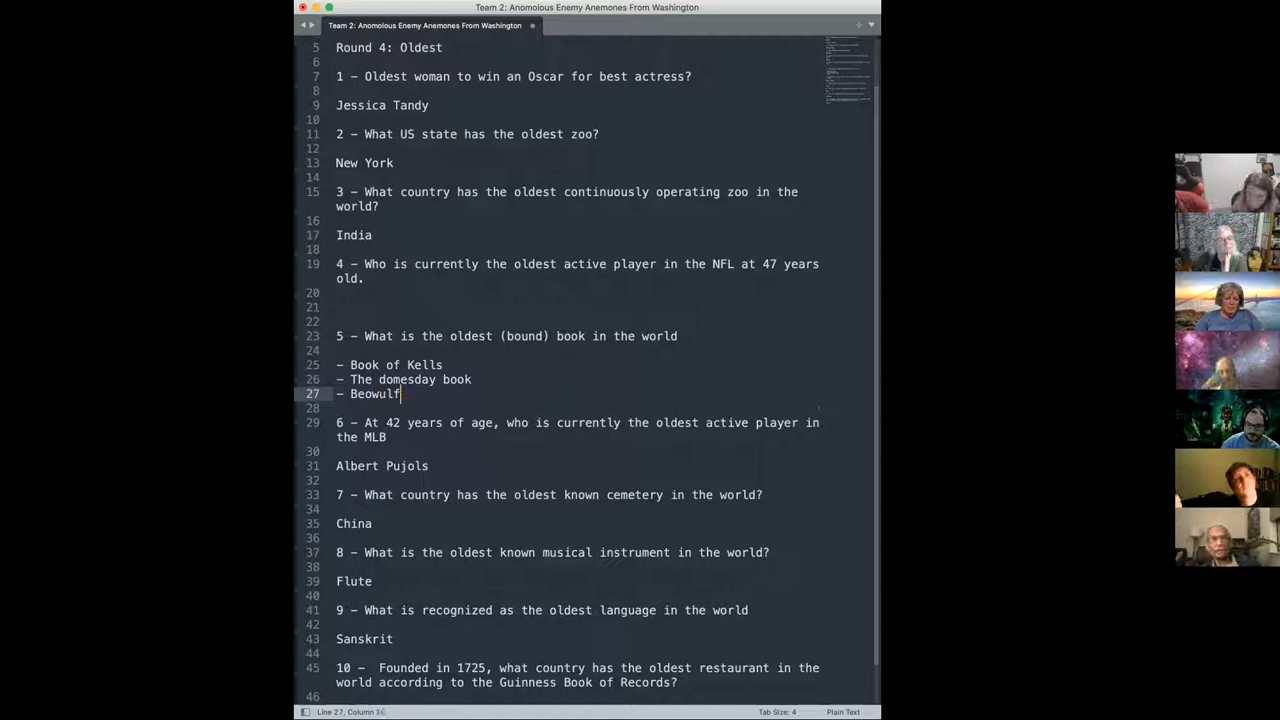 Team 2: Anomolous Enemy Anemones From Washington
Team 2: Anomolous Enemy Anemones From Washington
5 Round 4: Oldest
6
7 1 – Oldest woman to win an Oscar for best actress?
8
9 Jessica Tandy
10
11 2 – What US state has the oldest zoo?
12
13 New York
14
15 3 – What country has the oldest continuously operating zoo in the
world?
16
17 India
18
19 4 – Who is currently the oldest active player in the NFL at 47 years
old.
20
21
22
23 5 – What is the oldest (bound) book in the world
24
25 – Book of Kells
26 – The domesday book
27 – Beowulf
28
29 6 – At 42 years of age, who is currently the oldest active player in
the MLB
30
31 Albert Pujols
32
33 7 – What country has the oldest known cemetery in the world?
34
35 China
36
37 8 – What is the oldest known musical instrument in the world?
38
39 Flute
40
41 9 – What is recognized as the oldest language in the world
42
43 Sanskrit
44
45 10 –  Founded in 1725, what country has the oldest restaurant in the
world according to the Guinness Book of Records?
46
Line 27, Column Tab Size: 4 Plain Text